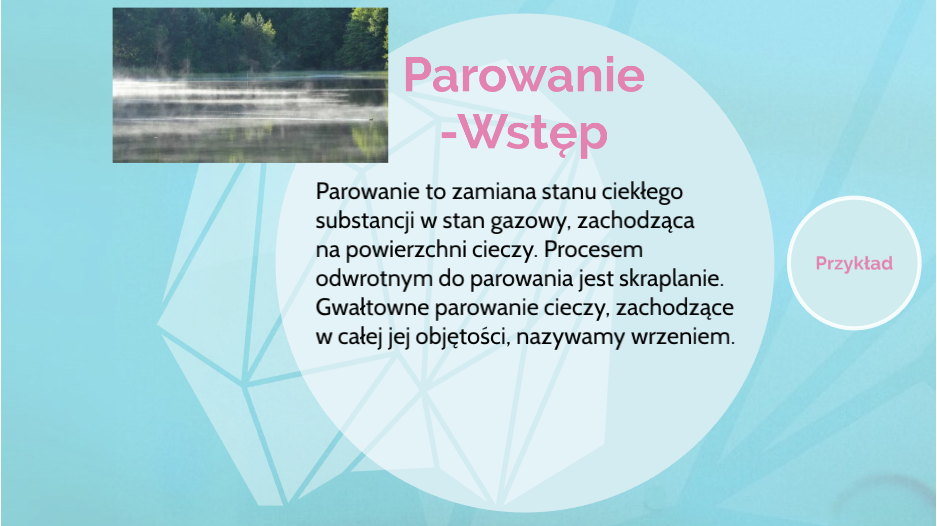 Parowanie
-Wstęp
Parowanie to zamiana stanu ciekłego
substancji w stan gazowy, zachodząca
na powierzchni cieczy. Procesem
odwrotnym do parowania jest skraplanie.
Gwałtowne parowanie cieczy, zachodzące
w całej jej objętości, nazywamy wrzeniem.
Przykład